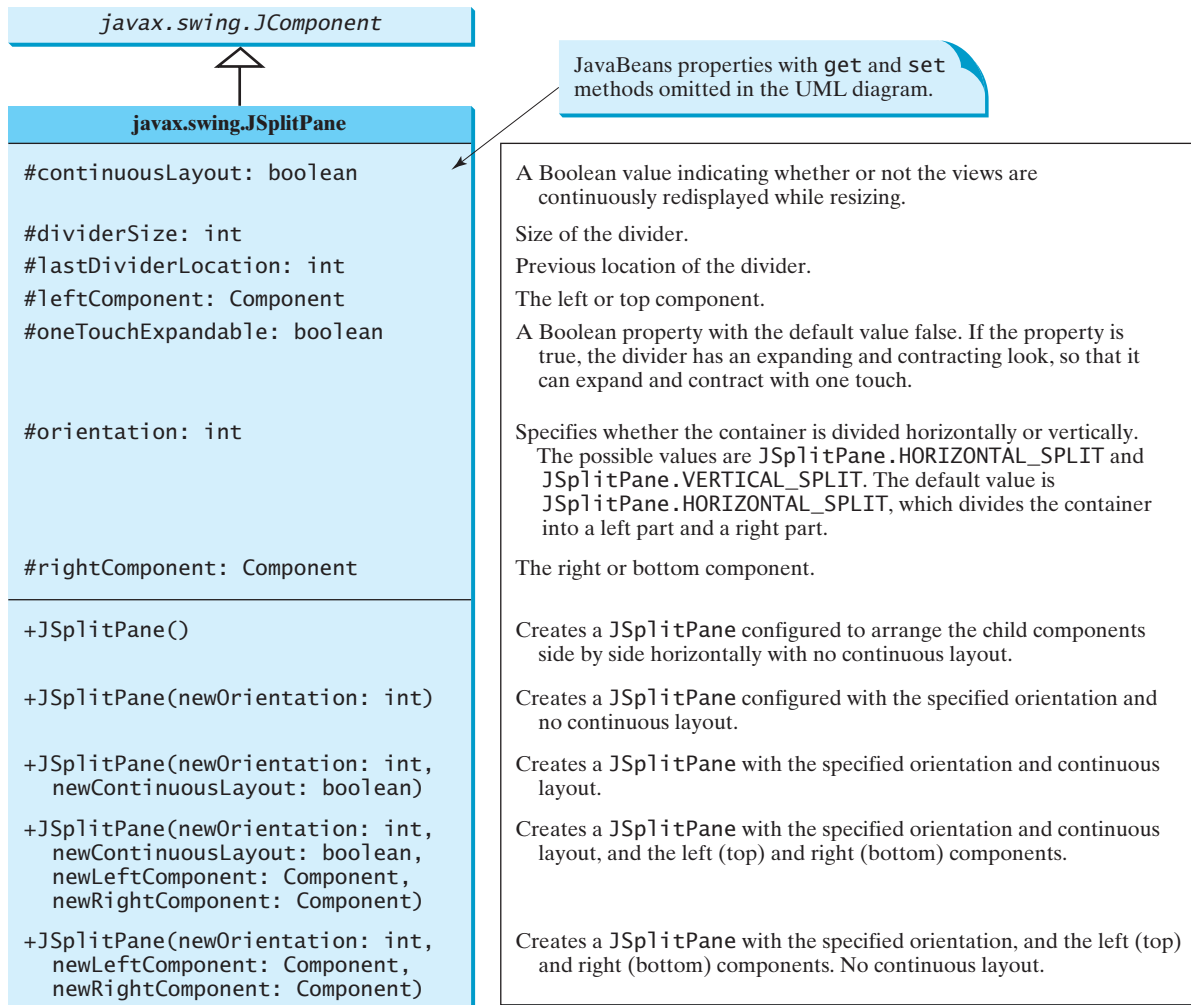 javax.swing.JComponent
JavaBeans properties with get and set
methods omitted in the UML diagram.
javax.swing.JSplitPane
#continuousLayout: boolean
A Boolean value indicating whether or not the views are
continuously redisplayed while resizing.
#dividerSize: int
Size of the divider.
#lastDividerLocation: int
Previous location of the divider.
#leftComponent: Component
The left or top component.
#oneTouchExpandable: boolean
A Boolean property with the default value false. If the property is
true, the divider has an expanding and contracting look, so that it
can expand and contract with one touch.
#orientation: int
Specifies whether the container is divided horizontally or vertically.
The possible values are JSplitPane.HORIZONTAL_SPLIT and
JSplitPane.VERTICAL_SPLIT. The default value is
JSplitPane.HORIZONTAL_SPLIT, which divides the container
into a left part and a right part.
#rightComponent: Component
The right or bottom component.
+JSplitPane()
Creates a JSplitPane configured to arrange the child components
side by side horizontally with no continuous layout.
+JSplitPane(newOrientation: int)
Creates a JSplitPane configured with the specified orientation and
no continuous layout.
+JSplitPane(newOrientation: int,
newContinuousLayout: boolean)
Creates a JSplitPane with the specified orientation and continuous
layout.
+JSplitPane(newOrientation: int,
newContinuousLayout: boolean,
newLeftComponent: Component,
newRightComponent: Component)
Creates a JSplitPane with the specified orientation and continuous
layout, and the left (top) and right (bottom) components.
+JSplitPane(newOrientation: int,
newLeftComponent: Component,
newRightComponent: Component)
Creates a JSplitPane with the specified orientation, and the left (top)
and right (bottom) components. No continuous layout.